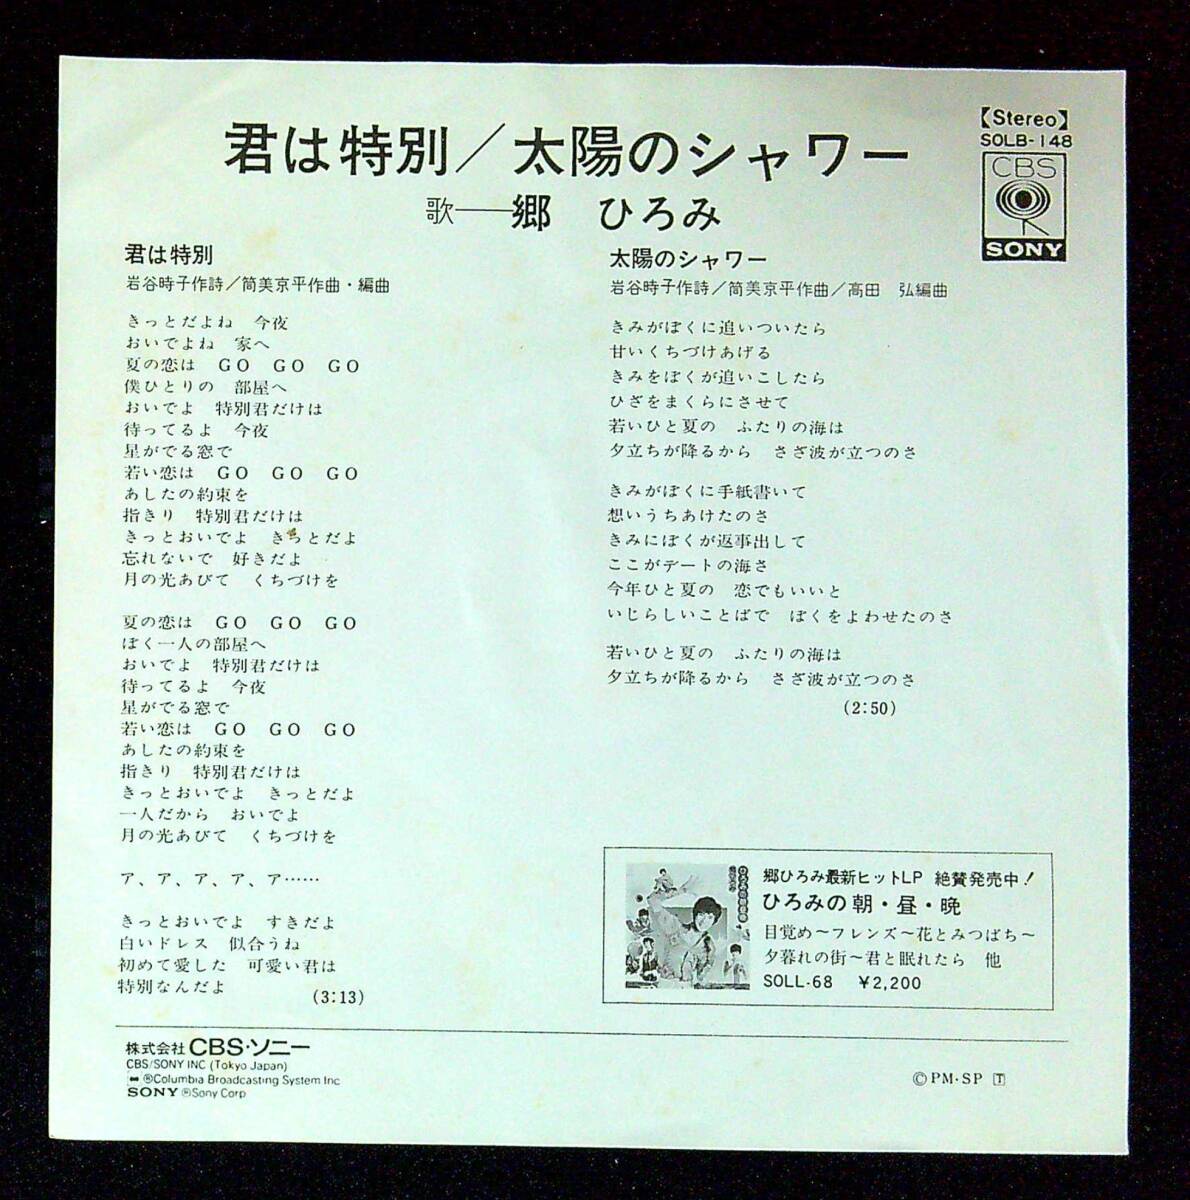 【Stereo】
SOLB-148
CBS
SONY
君は特別／太陽のシャワー
歌──郷　ひろみ
君は特別
岩谷時子作詩／筒美京平作曲・編曲
きっとだよね　今夜
おいでよね　家へ
夏の恋は　GO　GO　GO
僕ひとりの　部屋へ
おいでよ　特別君だけは
待ってるよ　今夜
星がでる窓で
若い恋は　GO　GO　GO
あしたの約束を
指きり　特別君だけは
きっとおいでよ　きっとだよ
忘れないで　好きだよ
月の光あびて　くちづけを
夏の恋は　GO　GO　GO
ぼく一人の部屋へ
おいでよ　特別君だけは
待ってるよ　今夜
星がでる窓で
若い恋は　GO　GO　GO
あしたの約束を
指きり　特別君だけは
きっとおいでよ　きっとだよ
一人だから　おいでよ
月の光あびて　くちづけを
ア、ア、ア、ア、ア……
きっとおいでよ　すきだよ
白いドレス　似合うね
初めて愛した　可愛い君は
特別なんだよ
(3:13)
太陽のシャワー
岩谷時子作詩／筒美京平作曲／高田　弘編曲
きみがぼくに追いついたら
甘いくちづけあげる
きみをぼくが追いこしたら
ひざをまくらにさせて
若いひと夏の　ふたりの海は
夕立ちが降るから　さざ波が立つのさ
きみがぼくに手紙書いて
想いうちあけたのさ
きみにぼくが返事出して
ここがデートの海さ
今年ひと夏の　恋でもいいと
いじらしいことばで　ぼくをよわせたのさ
若いひと夏の　ふたりの海は
夕立ちが降るから　さざ波が立つのさ
(2:50)
郷ひろみ最新ヒットLP　絶賛発売中！
ひろみの朝・昼・晩
目覚め〜フレンズ〜花とみつばち〜
夕暮れの街〜君と眠れたら　他
SOLL-68　¥2,200
株式会社 CBS・ソニー
CBS/SONY INC (Tokyo Japan)
®Columbia Broadcasting System Inc
SONY ®Sony Corp
©PM・SP T